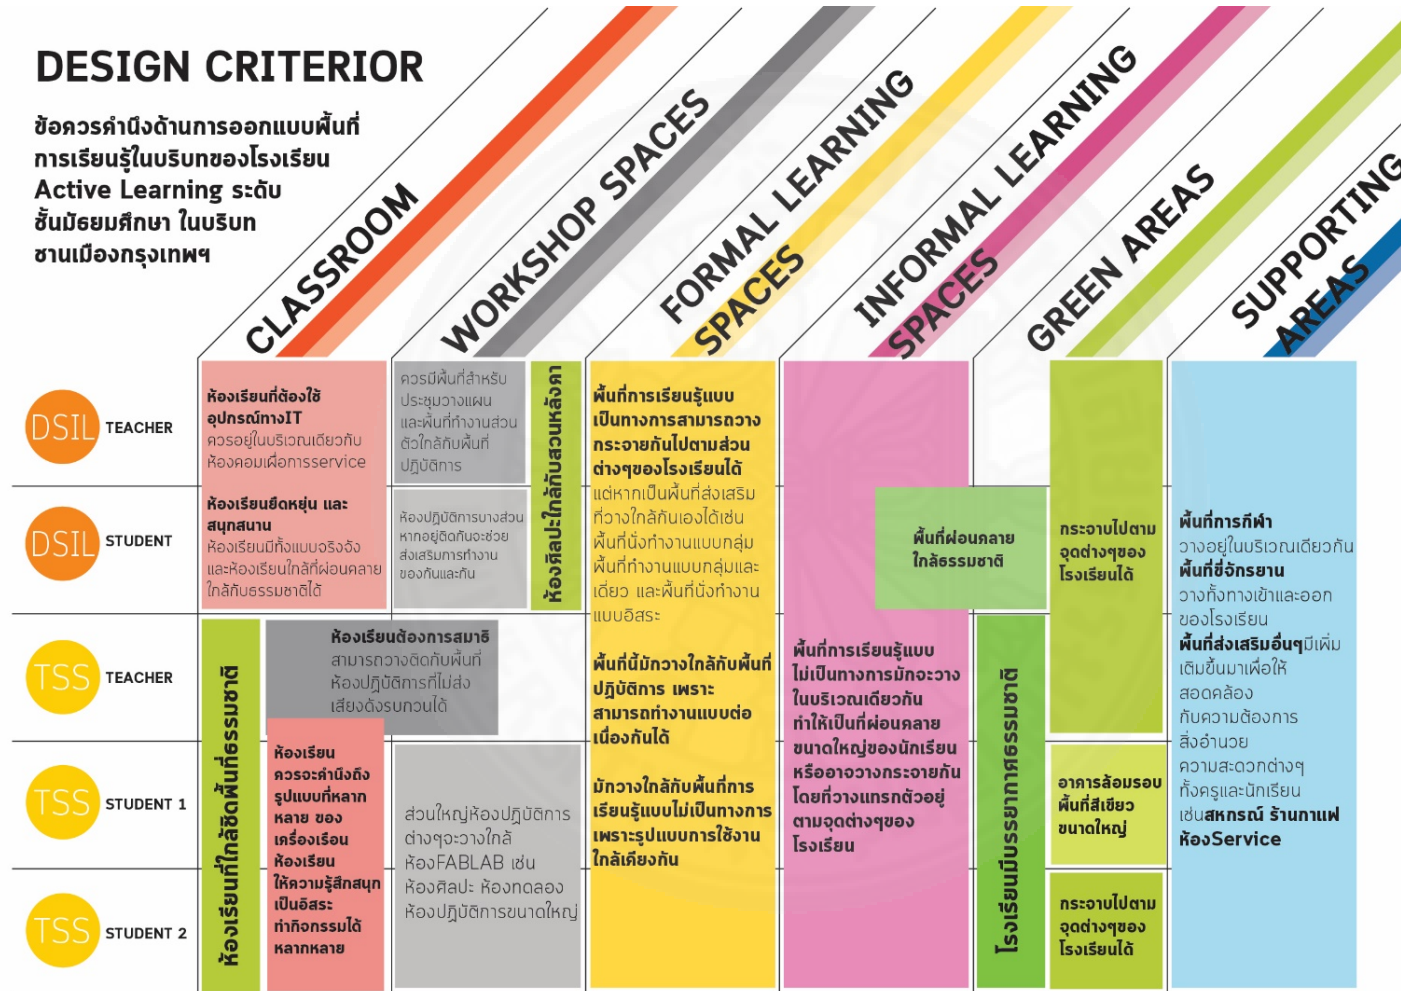 DESIGN CRITERIOR
ข้อควรคำนึงด้านการออกแบบพื้นที่
การเรียนรู้ในบริบทของโรงเรียน
Active Learning ระดับ
ชั้นมัธยมศึกษา ในบริบท
ชานเมืองกรุงเทพฯ
CLASSROOM
WORKSHOP SPACES
FORMAL LEARNING
SPACES
INFORMAL LEARNING
SPACES
GREEN AREAS
SUPPORTING
AREAS
DSIL TEACHER
DSIL STUDENT
TSS TEACHER
TSS STUDENT 1
TSS STUDENT 2
ห้องเรียนที่ต้องใช้
อุปกรณ์ทางIT
ควรอยู่ในบริเวณเดียวกับ
ห้องคอมเผื่อการservice
ห้องเรียนยืดหยุ่น และ
สนุกสนาน
ห้องเรียนมีทั้งแบบจริงจัง
และห้องเรียนใกล้ที่ผ่อนคลาย
ใกล้กับธรรมชาติได้
ห้องเรียนที่ใกล้ชิดพื้นที่ธรรมชาติ
ห้องเรียนต้องการสมาธิ
สามารถวางติดกับพื้นที่
ห้องปฏิบัติการที่ไม่ส่ง
เสียงดังรบกวนได้
ห้องเรียน
ควรจะคำนึงถึง
รูปแบบที่หลาก
หลาย ของ
เครื่องเรือน
ห้องเรียน
ให้ความรู้สึกสนุก
เป็นอิสระ
ทำกิจกรรมได้
หลากหลาย
ควรมีพื้นที่สำหรับ
ประชุมวางแผน
และพื้นที่ทำงานส่วน
ตัวใกล้กับพื้นที่
ปฏิบัติการ
ห้องปฏิบัติการบางส่วน
หากอยู่ติดกันจะช่วย
ส่งเสริมการทำงาน
ของกันและกัน
ห้องศิลปะใกล้กับสวนหลังคา
ส่วนใหญ่ห้องปฏิบัติการ
ต่างๆจะวางใกล้
ห้องFABLAB เช่น
ห้องศิลปะ ห้องทดลอง
ห้องปฏิบัติการขนาดใหญ่
พื้นที่การเรียนรู้แบบ
เป็นทางการสามารถวาง
กระจายกันไปตามส่วน
ต่างๆของโรงเรียนได้
แต่หากเป็นพื้นที่ส่งเสริม
ที่วางใกล้กันเองได้เช่น
พื้นที่นั่งทำงานแบบกลุ่ม
พื้นที่ทำงานแบบกลุ่มและ
เดี่ยว และพื้นที่นั่งทำงาน
แบบอิสระ
พื้นที่นี้มักวางใกล้กับพื้นที่
ปฏิบัติการ เพราะ
สามารถทำงานแบบต่อ
เนื่องกันได้
มักวางใกล้กับพื้นที่การ
เรียนรู้แบบไม่เป็นทางการ
เพราะรูปแบบการใช้งาน
ใกล้เคียงกัน
พื้นที่ผ่อนคลาย
ใกล้ธรรมชาติ
พื้นที่การเรียนรู้แบบ
ไม่เป็นทางการมักจะวาง
ในบริเวณเดียวกัน
ทำให้เป็นที่ผ่อนคลาย
ขนาดใหญ่ของนักเรียน
หรืออาจวางกระจายกัน
โดยที่วางแทรกตัวอยู่
ตามจุดต่างๆของ
โรงเรียน
โรงเรียนมีบรรยากาศธรรมชาติ
กระจายไปตาม
จุดต่างๆของ
โรงเรียนได้
อาคารล้อมรอบ
พื้นที่สีเขียว
ขนาดใหญ่
กระจายไปตาม
จุดต่างๆของ
โรงเรียนได้
พื้นที่การกีฬา
วางอยู่ในบริเวณเดียวกัน
พื้นที่ขี่จักรยาน
วางทั้งทางเข้าและออก
ของโรงเรียน
พื้นที่ส่งเสริมอื่นๆมีเพิ่ม
เติมขึ้นมาเพื่อให้
สอดคล้อง
กับความต้องการ
สิ่งอำนวย
ความสะดวกต่างๆ
ทั้งครูและนักเรียน
เช่นสหกรณ์ ร้านกาแฟ
ห้องService